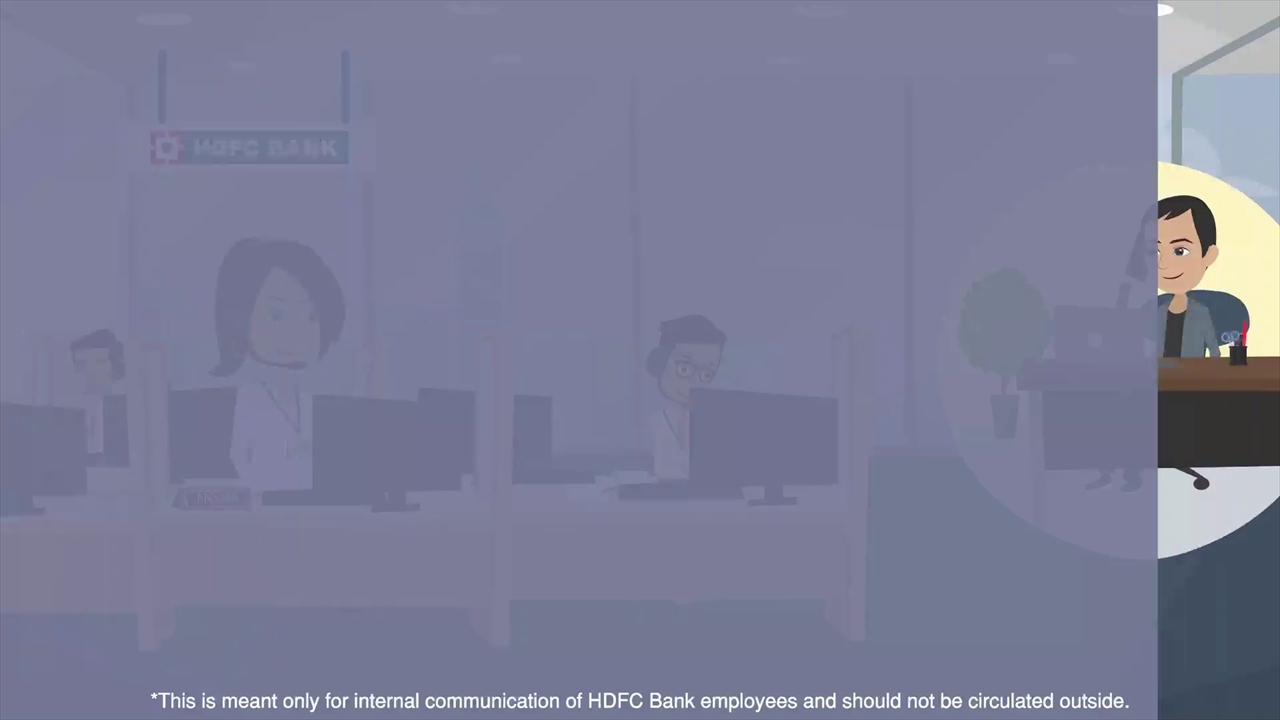 HDFC BANK
*This is meant only for internal communication of HDFC Bank employees and should not be circulated outside.